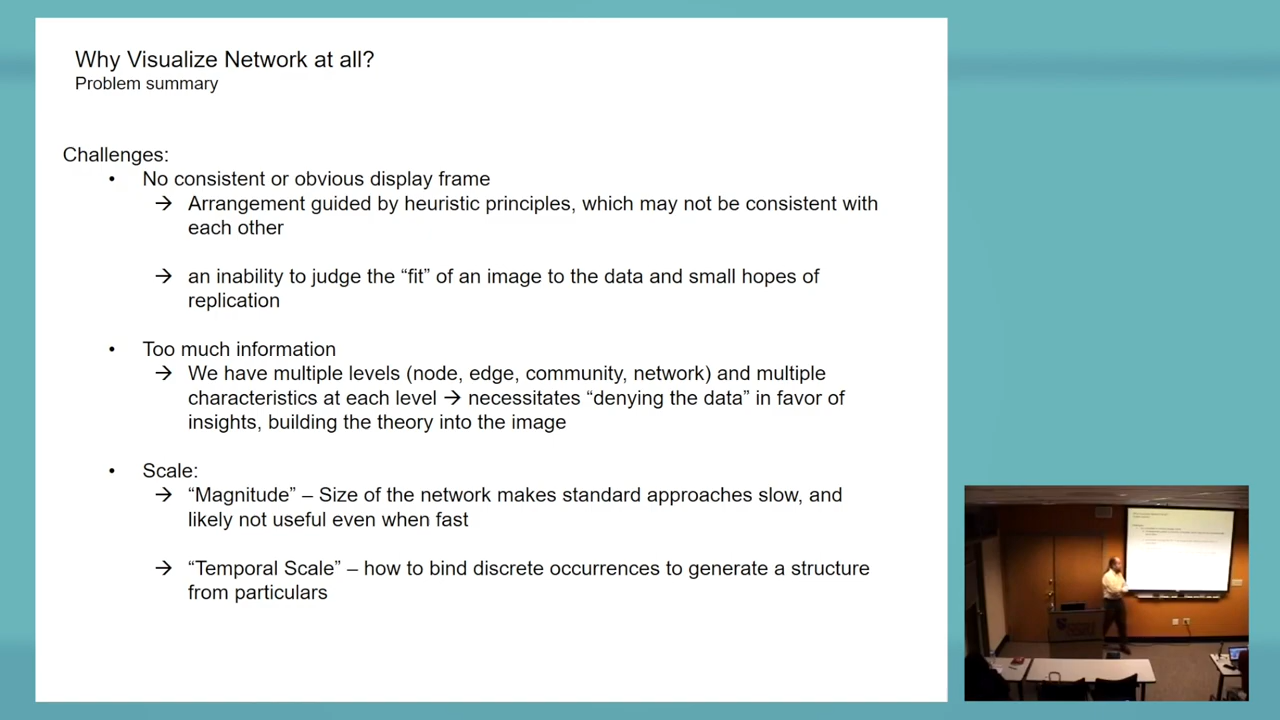 Why Visualize Network at all?
Problem summary
Challenges:
• No consistent or obvious display frame
→ Arrangement guided by heuristic principles, which may not be consistent with
each other
→ an inability to judge the “fit” of an image to the data and small hopes of
replication
• Too much information
→ We have multiple levels (node, edge, community, network) and multiple
characteristics at each level → necessitates “denying the data” in favor of
insights, building the theory into the image
• Scale:
→ “Magnitude” – Size of the network makes standard approaches slow, and
likely not useful even when fast
→ “Temporal Scale” – how to bind discrete occurrences to generate a structure
from particulars